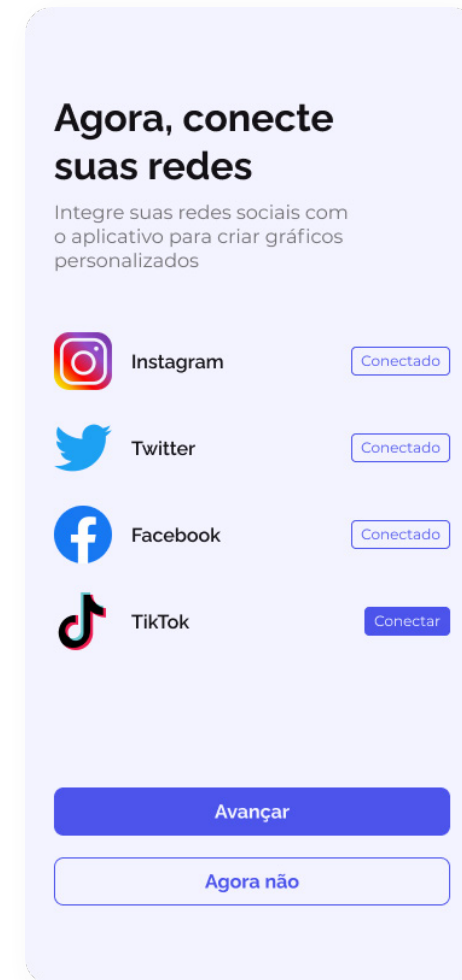 Agora, conecte
suas redes
Integre suas redes sociais com
o aplicativo para criar gráficos
personalizados
Instagram
Conectado
Twitter
Conectado
Facebook
Conectado
TikTok
Conectar
Avançar
Agora não